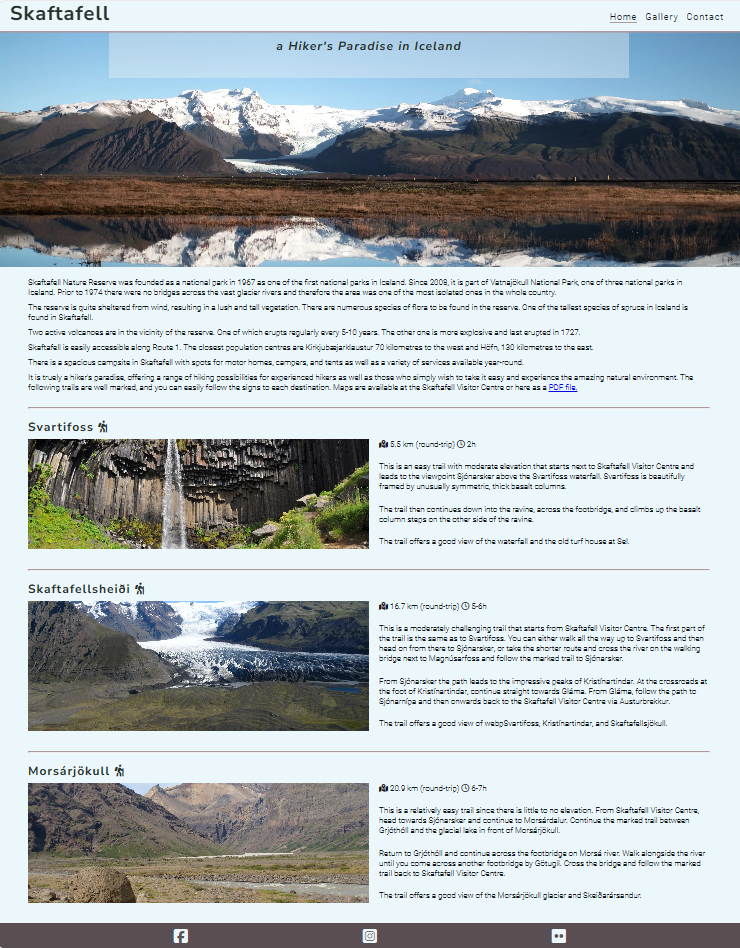 Skaftafell
Home Gallery Contact
a Hiker's Paradise in Iceland
Skaftafell Nature Reserve was founded as a national park in 1967 as one of the first national parks in Iceland. Since 2008, it is part of Vatnajökull National Park, one of three national parks in
Iceland. Prior to 1974 there were no bridges across the vast glacier rivers and therefore the area was one of the most isolated ones in the whole country.
The reserve is quite sheltered from wind, resulting in a lush and tall vegetation. There are numerous species of flora to be found in the reserve. One of the tallest species of spruce in Iceland is
found in Skaftafell.
Two active volcanoes are in the vicinity of the reserve. One of which erupts regularly every 5-10 years. The other one is more explosive and last erupted in 1727.
Skaftafell is easily accessible along Route 1. The closest population centres are Kirkjubæjarklaustur 70 kilometres to the west and Höfn, 130 kilometres to the east.
There is a spacious campsite in Skaftafell with spots for motor homes, campers, and tents as well as a variety of services available year-round.
It is truely a hiker's paradise, offering a range of hiking possibilities for experienced hikers as well as those who simply wish to take it easy and experience the amazing natural environment. The
following trails are well marked, and you can easily follow the signs to each destination. Maps are available at the Skaftafell Visitor Centre or here as a PDF file.
Svartifoss
5.5 km (round-trip) 2h
This is an easy trail with moderate elevation that starts next to Skaftafell Visitor Centre and
leads to the viewpoint Sjónarsker above the Svartifoss waterfall. Svartifoss is beautifully
framed by unusually symmetric, thick basalt columns.
The trail then continues down into the ravine, across the footbridge, and climbs up the basalt
column steps on the other side of the ravine.
The trail offers a good view of the waterfall and the old turf house at Sel.
Skaftafellsheiði
16.7 km (round-trip) 5-6h
This is a moderately challenging trail that starts from Skaftafell Visitor Centre. The first part of
the trail is the same as to Svartifoss. You can either walk all the way up to Svartifoss and then
head on from there to Sjónarsker, or take the shorter route and cross the river on the walking
bridge next to Magnúsarfoss and follow the marked trail to Sjónarsker.
From Sjónarsker the path leads to the impressive peaks of Kristínartindar. At the crossroads at
the foot of Kristínartindar, continue straight towards Gláma. From Gláma, follow the path to
Sjónarnípa and then onwards back to the Skaftafell Visitor Centre via Austurbrekkur.
The trail offers a good view of webpSvartifoss, Kristínartindar, and Skaftafellsjökull.
Morsárjökull
20.9 km (round-trip) 6-7h
This is a relatively easy trail since there is little to no elevation. From Skaftafell Visitor Centre,
head towards Sjónarsker and continue to Morsárdalur. Continue the marked trail between
Grjóthóll and the glacial lake in front of Morsárjökull.
Return to Grjóthóll and continue across the footbridge on Morsá river. Walk alongside the river
until you come across another footbridge by Götugil. Cross the bridge and follow the marked
trail back to Skaftafell Visitor Centre.
The trail offers a good view of the Morsárjökull glacier and Skeiðarársandur.